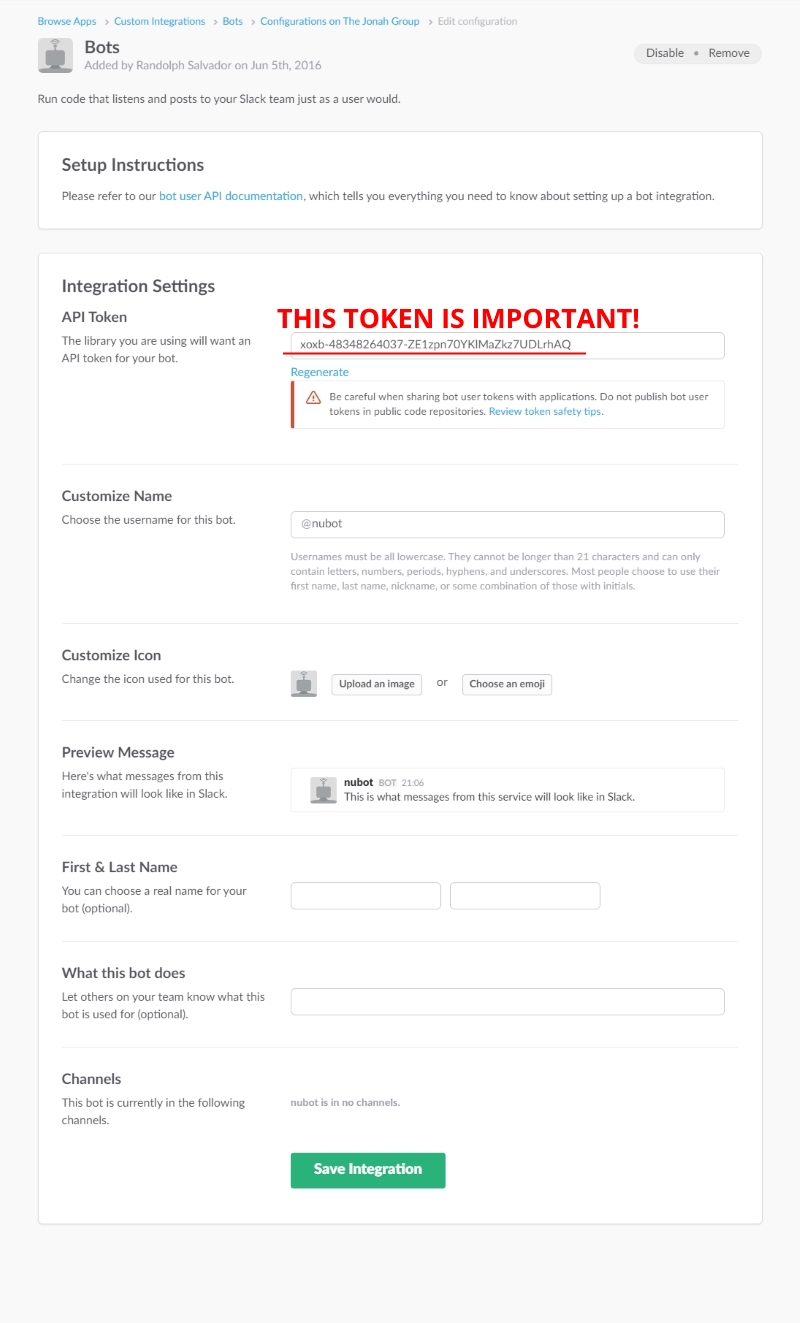 Browse Apps > Custom Integrations > Bots > Configurations on The Jonah Group > Edit configuration
Bots
Added by Randolph Salvador on Jun 5th, 2016
Disable • Remove
Run code that listens and posts to your Slack team just as a user would.
Setup Instructions
Please refer to our bot user API documentation, which tells you everything you need to know about setting up a bot integration.
Integration Settings
API Token
THIS TOKEN IS IMPORTANT!
The library you are using will want an
API token for your bot.
xoxb-48348264037-ZE1zpn70YKlMaZkz7UDLrhAQ
Regenerate
Be careful when sharing bot user tokens with applications. Do not publish bot user
tokens in public code repositories. Review token safety tips.
Customize Name
Choose the username for this bot.
@nubot
Usernames must be all lowercase. They cannot be longer than 21 characters and can only
contain letters, numbers, periods, hyphens, and underscores. Most people choose to use their
first name, last name, nickname, or some combination of those with initials.
Customize Icon
Change the icon used for this bot.
Upload an image or Choose an emoji
Preview Message
Here's what messages from this
integration will look like in Slack.
nubot BOT 21:06
This is what messages from this service will look like in Slack.
First & Last Name
You can choose a real name for your
bot (optional).
What this bot does
Let others on your team know what this
bot is used for (optional).
Channels
This bot is currently in the following
channels.
nubot is in no channels.
Save Integration